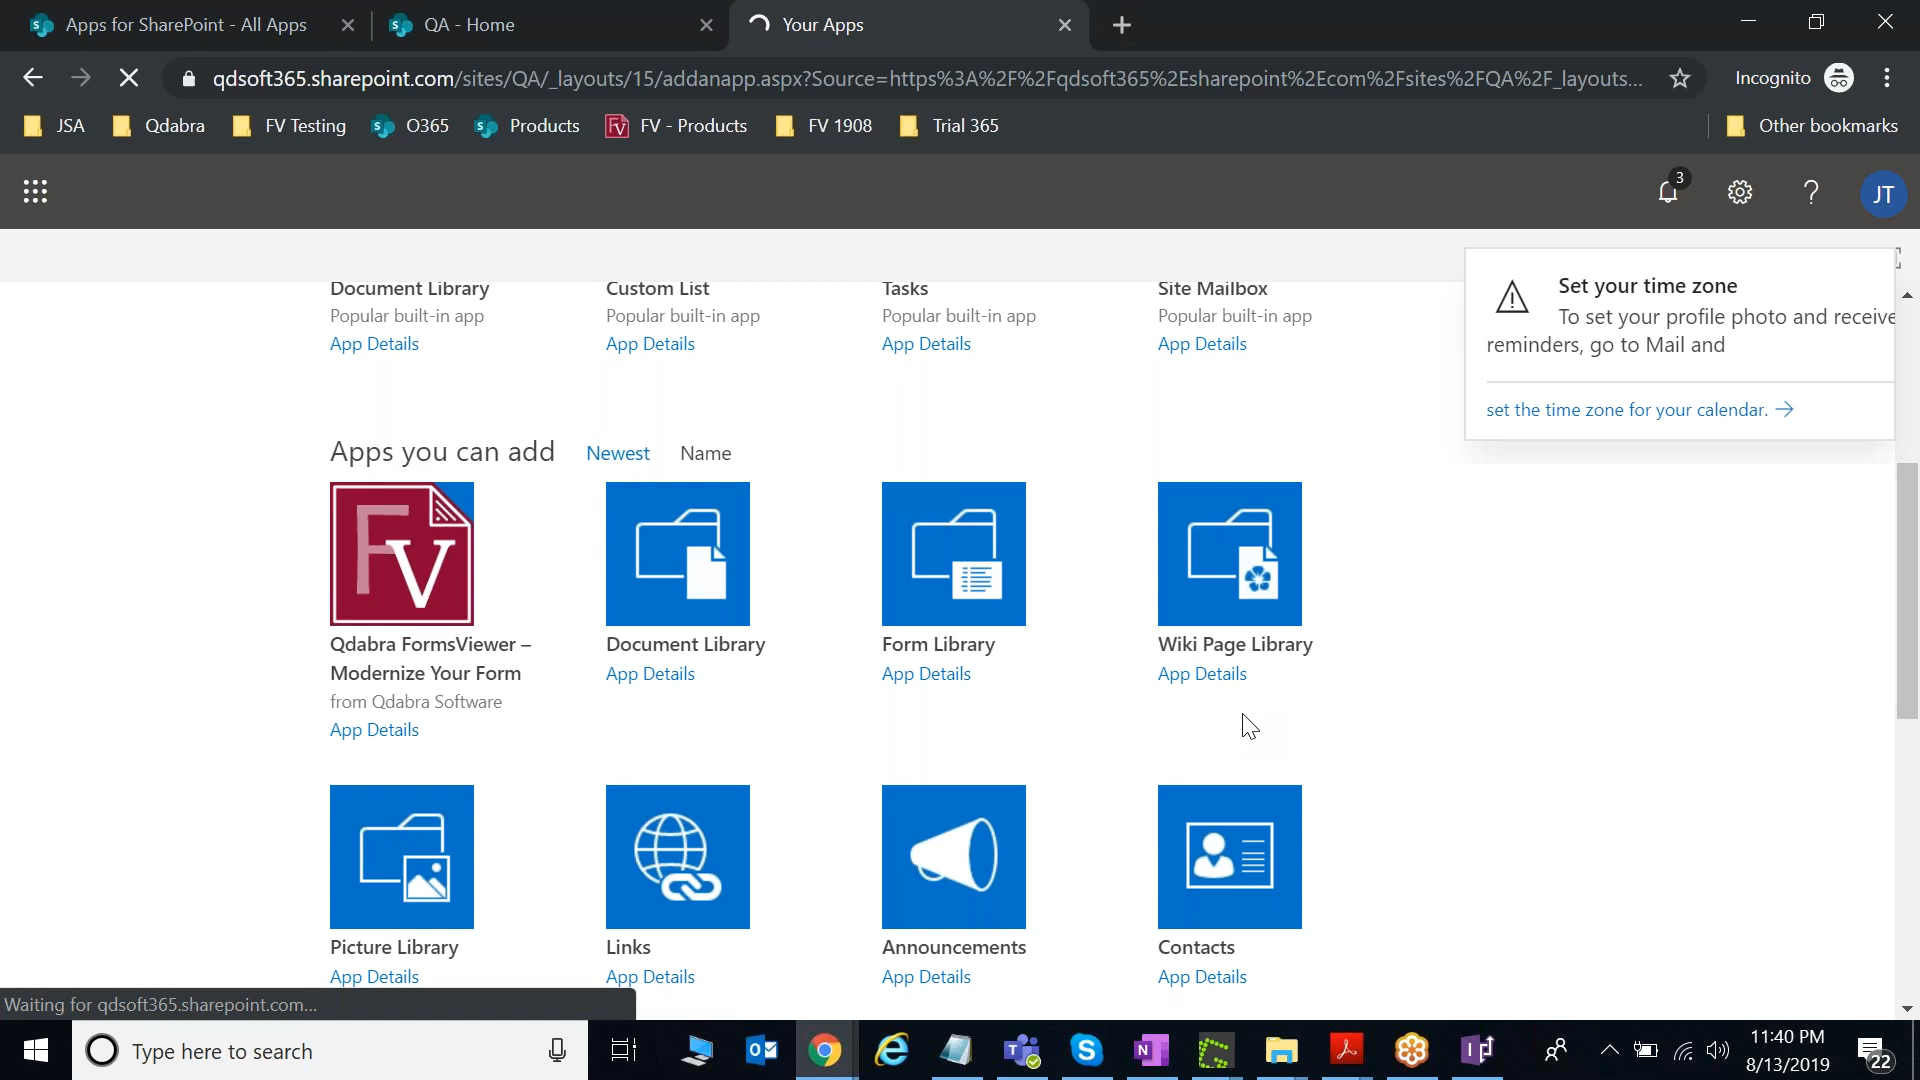 Apps for SharePoint - All Apps
QA - Home
Your Apps
qdsoft365.sharepoint.com/sites/QA/_layouts/15/addanapp.aspx?Source=https%3A%2F%2Fqdsoft365%2Esharepoint%2Ecom%2Fsites%2FQA%2F_layouts...
Incognito
JSA
Qdabra
FV Testing
O365
Products
FV - Products
FV 1908
Trial 365
Other bookmarks
3
JT
Document Library
Popular built-in app
App Details
Custom List
Popular built-in app
App Details
Tasks
Popular built-in app
App Details
Site Mailbox
Popular built-in app
App Details
Set your time zone
To set your profile photo and receive
reminders, go to Mail and
set the time zone for your calendar.
Apps you can add
Newest
Name
FV
Qdabra FormsViewer –
Modernize Your Form
from Qdabra Software
App Details
Document Library
App Details
Form Library
App Details
Wiki Page Library
App Details
Picture Library
App Details
Links
App Details
Announcements
App Details
Contacts
App Details
Waiting for qdsoft365.sharepoint.com...
Type here to search
11:40 PM
8/13/2019
22